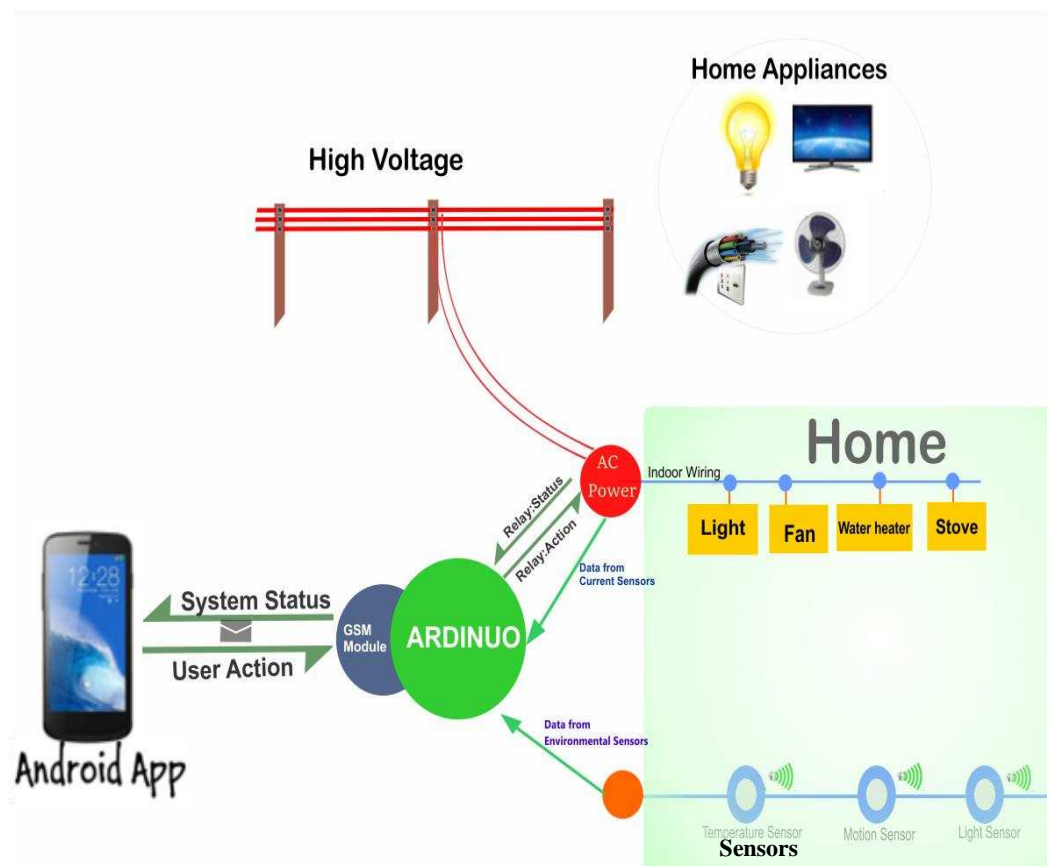 Home Appliances
High Voltage
Home
AC
Power
Indoor Wiring
Light
Fan
Water heater
Stove
Relay:Status
Relay:Action
Data from
Current Sensors
12:28
System Status
User Action
GSM
Module
ARDINUO
Data from
Environmental Sensors
Android App
Temperature Sensor
Motion Sensor
Light Sensor
Sensors